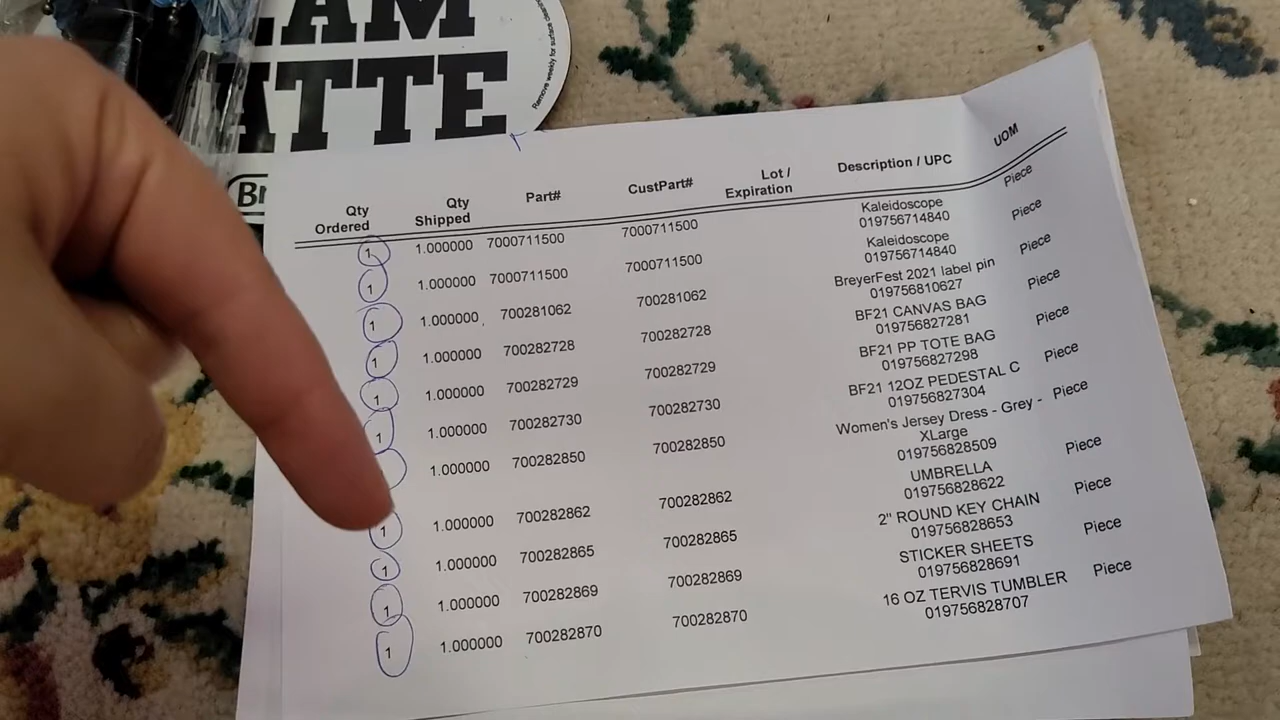 EAM
ATTE
Remove weekly for surface cleaning
Br
Qty Ordered Qty Shipped Part# CustPart# Lot / Expiration Description / UPC UOM
1 1.000000 7000711500 7000711500 Kaleidoscope Piece
019756714840
1 1.000000 7000711500 7000711500 Kaleidoscope Piece
019756714840
1 1.000000 700281062 700281062 BreyerFest 2021 label pin Piece
019756810627
1 1.000000 700282728 700282728 BF21 CANVAS BAG Piece
019756827281
1 1.000000 700282729 700282729 BF21 PP TOTE BAG Piece
019756827298
1 1.000000 700282730 700282730 BF21 12OZ PEDESTAL C Piece
019756827304
1.000000 700282850 700282850 Women's Jersey Dress - Grey - Piece
XLarge
019756828509
1 1.000000 700282862 700282862 UMBRELLA Piece
019756828622
1 1.000000 700282865 700282865 2" ROUND KEY CHAIN Piece
019756828653
1 1.000000 700282869 700282869 STICKER SHEETS Piece
019756828691
1 1.000000 700282870 700282870 16 OZ TERVIS TUMBLER Piece
019756828707